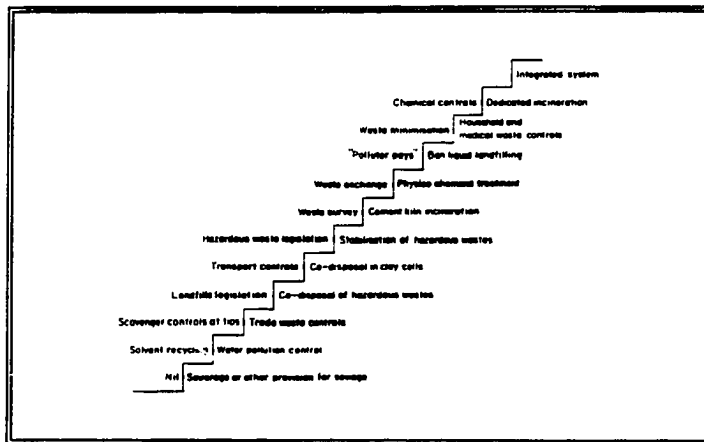 Integrated system
Chemical controls Dedicated incineration
Waste minimisation Household and
medical waste controls
"Polluter pays" Ban liquid landfilling
Waste exchange Physico chemical treatment
Waste survey Cement kiln incineration
Hazardous waste legislation Stabilisation of hazardous wastes
Transport controls Co-disposal in clay cells
Landfills legislation Co-disposal of hazardous wastes
Scavenger controls at tips Trade waste controls
Solvent recycling Water pollution control
Nil Sewerage or other provision for sewage